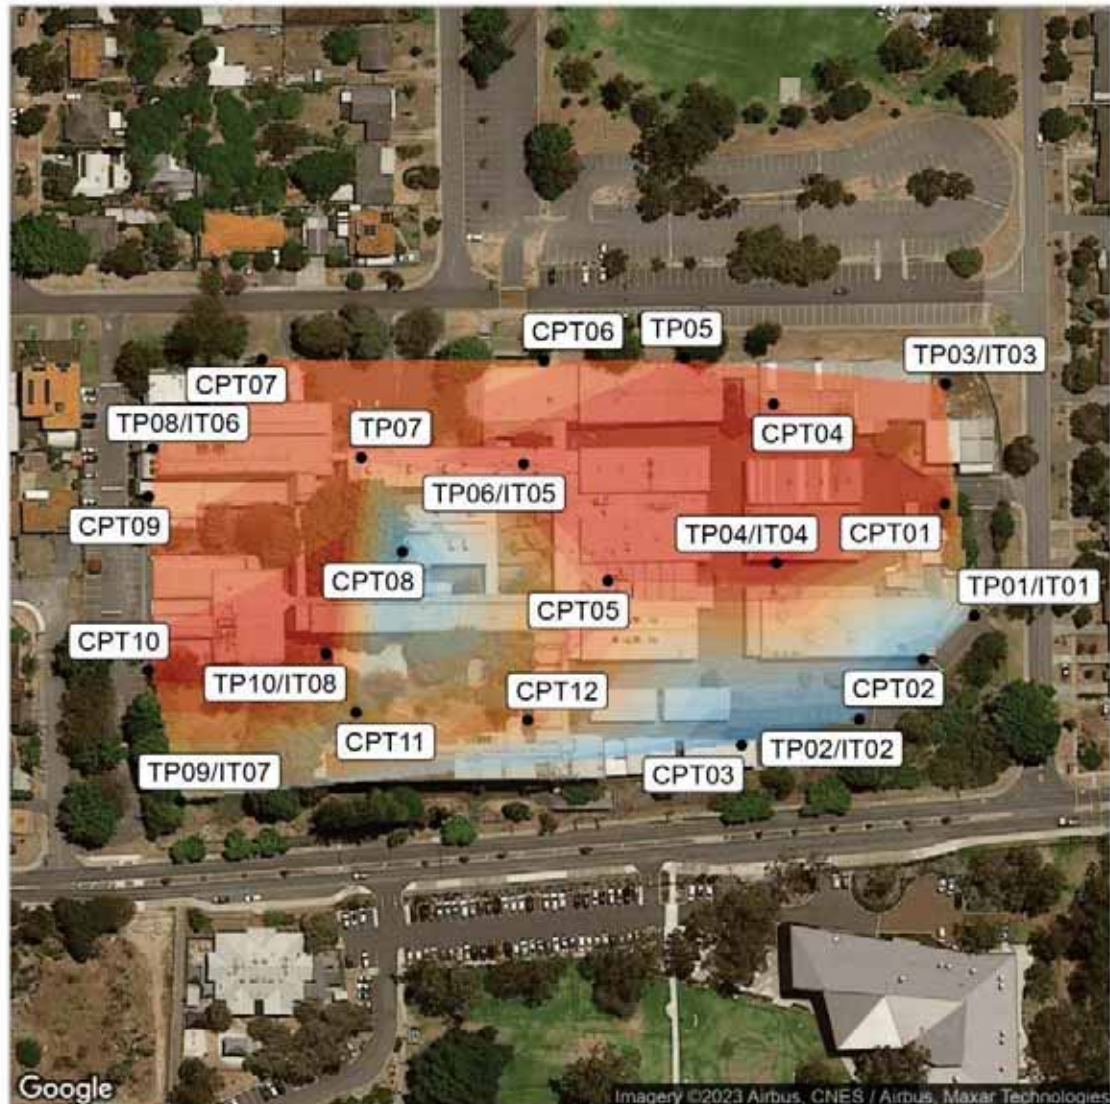 CPT06
TP05
TP03/IT03
CPT07
TP08/IT06
TP07
CPT04
TP06/IT05
CPT09
TP04/IT04
CPT01
CPT08
TP01/IT01
CPT05
CPT10
TP10/IT08
CPT12
CPT02
CPT11
TP02/IT02
TP09/IT07
CPT03
Google
Imagery ©2023 Airbus, CNES / Airbus, Maxar Technologies